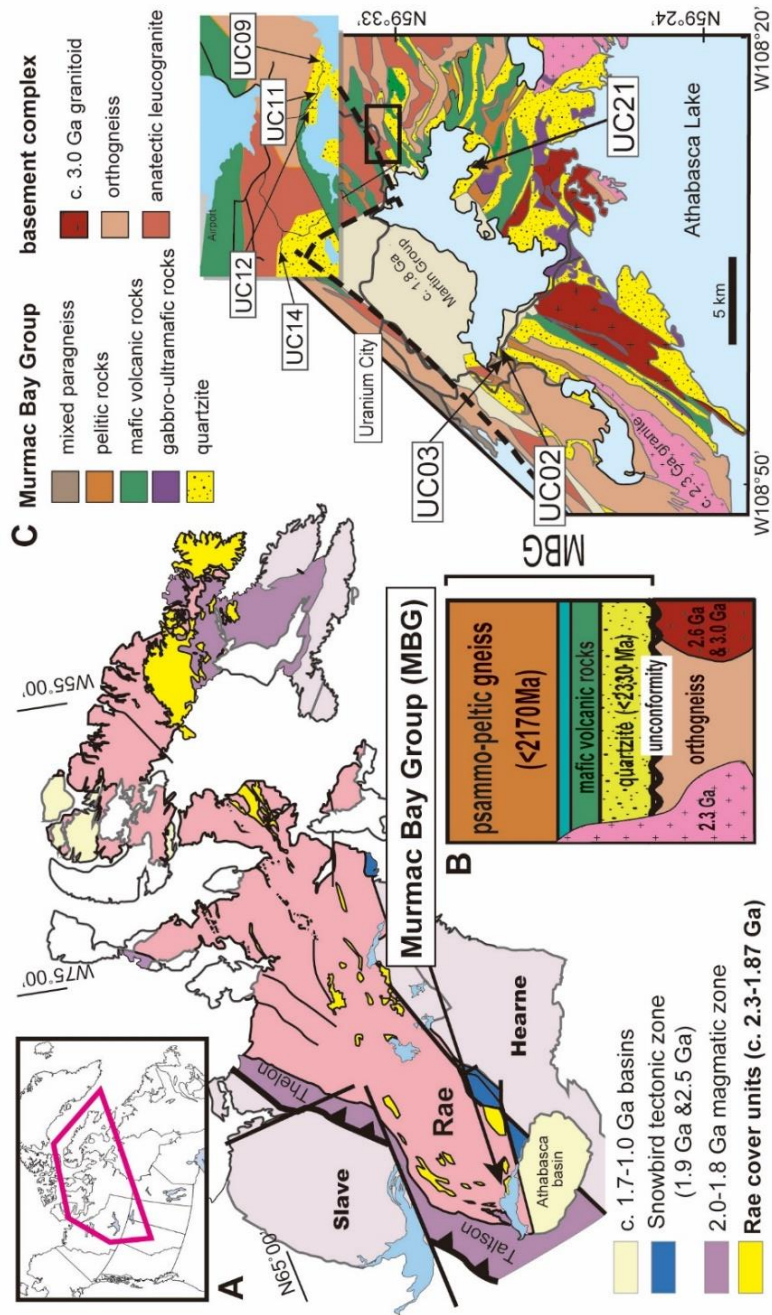 A
W75° 00'
W55° 00'
N65° 00'
Slave
Thelon
Rae
Taltson
Hearne
Athabasca
basin
Murmac Bay Group (MBG)
c. 1.7-1.0 Ga basins
Snowbird tectonic zone
(1.9 Ga &2.5 Ga)
2.0-1.8 Ga magmatic zone
Rae cover units (c. 2.3-1.87 Ga)
B
psammo-peltic gneiss
(<2170Ma)
mafic volcanic rocks
quartzite (<2330 Ma)
unconformity
orthogneiss
2.3 Ga
2.6 Ga
& 3.0 Ga
MBG
C
Murmac Bay Group
mixed paragneiss
pelitic rocks
mafic volcanic rocks
gabbro-ultramafic rocks
quartzite
basement complex
c. 3.0 Ga granitoid
orthogneiss
anatectic leucogranite
Airport
UC12
UC14
UC11
UC09
Uranium City
c. 1.8 Ga
Martin Group
UC03
UC02
UC21
c. 2.3 Ga granite
Athabasca Lake
5 km
N59°33'
N59°24'
W108°50'
W108°20'